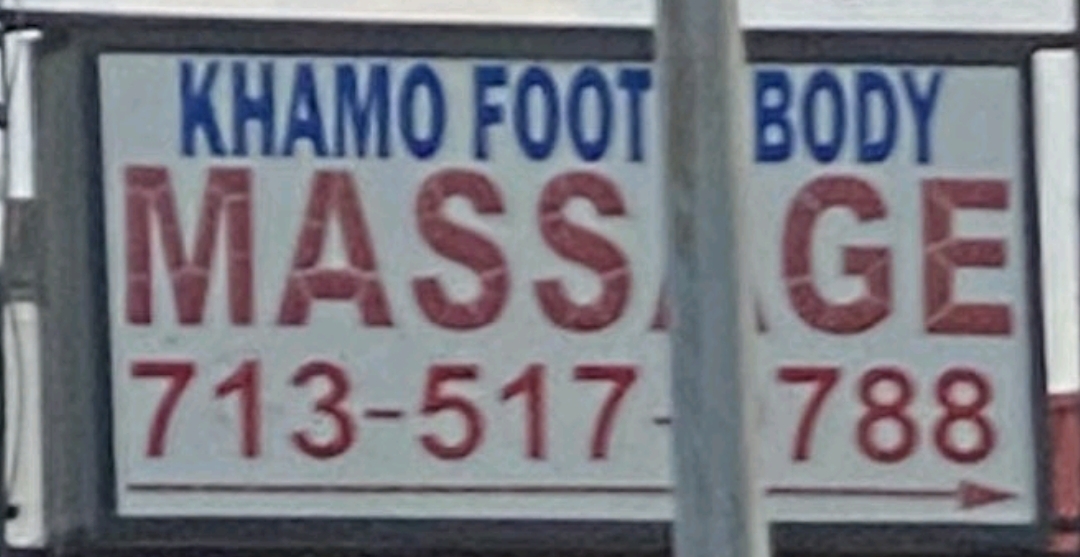 KHAMO FOOT BODY
MASSAGE
713-517- 788